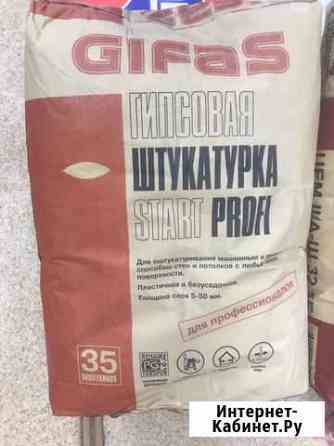 GIFAS
ГИПСОВАЯ
ШТУКАТУРКА
START PROFI
Для оштукатуривания машинным и
способом стен и потолков с любой
поверхности.
Пластичная и безусадочная.
Толщина слоя 5-50 мм.
для профессионалов
35
Интернет-
Кабинет.Ру